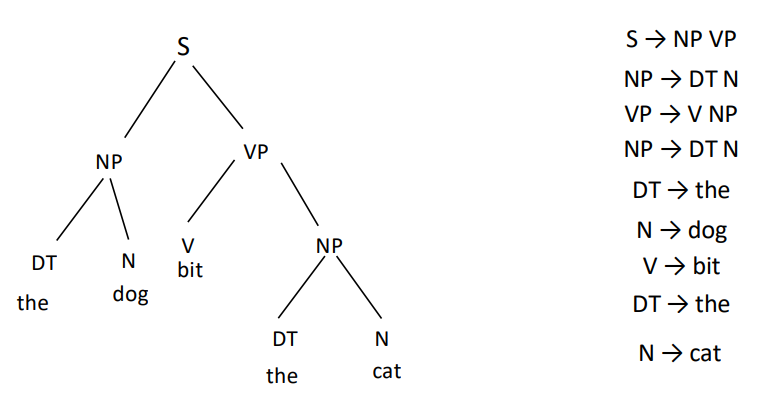 S
NP VP
DT N V NP
the dog bit
DT N
the cat
S → NP VP
NP → DT N
VP → V NP
NP → DT N
DT → the
N → dog
V → bit
DT → the
N → cat